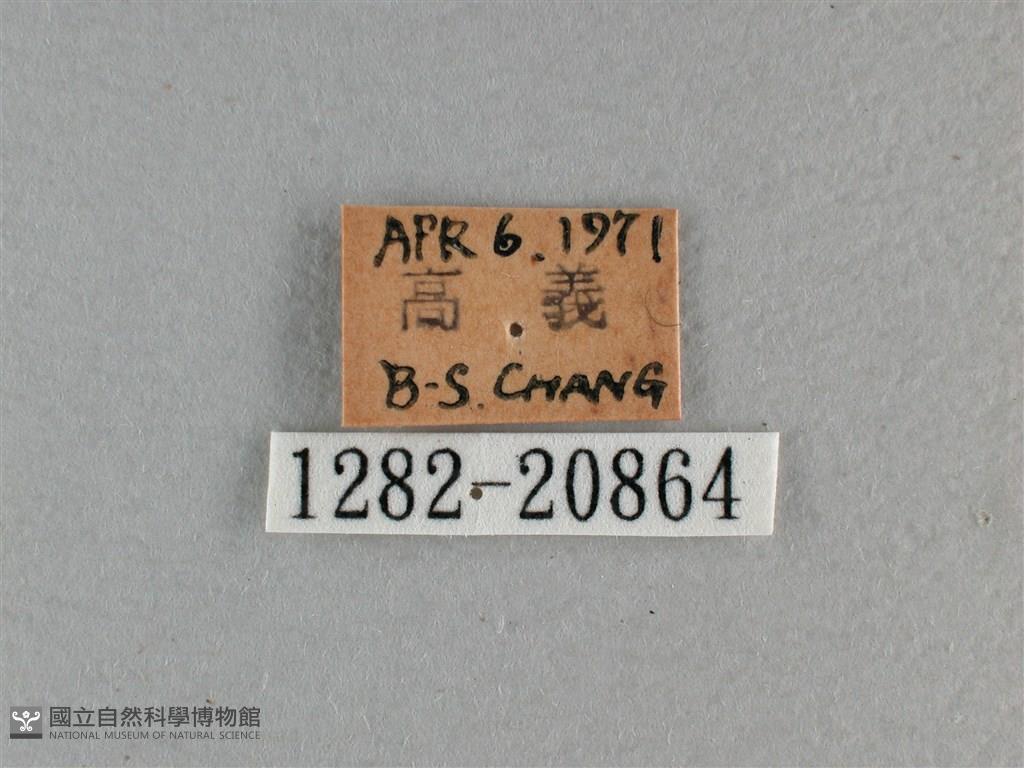 APR 6. 1971
高 義
B-S. CHANG
1282-20864
國立自然科學博物館
NATIONAL MUSEUM OF NATURAL SCIENCE